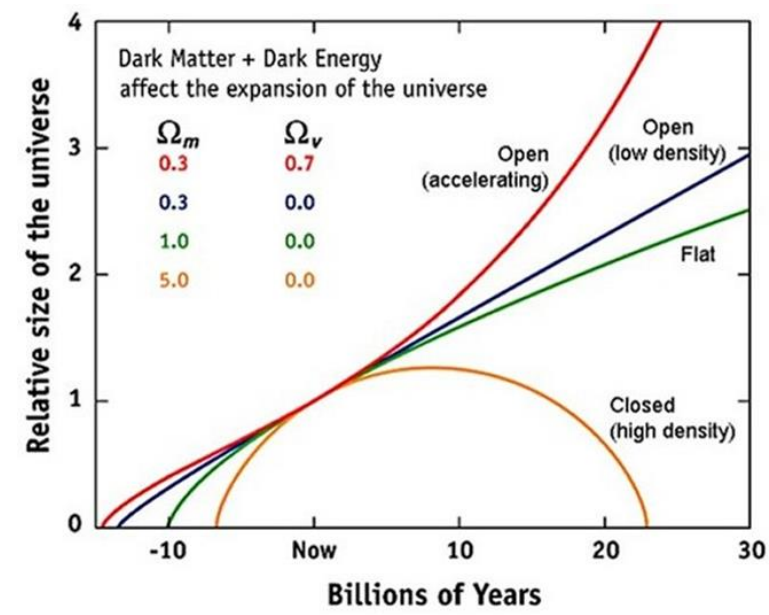 4
Dark Matter + Dark Energy
affect the expansion of the universe
Ωm Ωv
0.3 0.7
0.3 0.0
1.0 0.0
5.0 0.0
Open
(accelerating)
Open
(low density)
Flat
Closed
(high density)
3
2
1
0
Relative size of the universe
-10 Now 10 20 30
Billions of Years